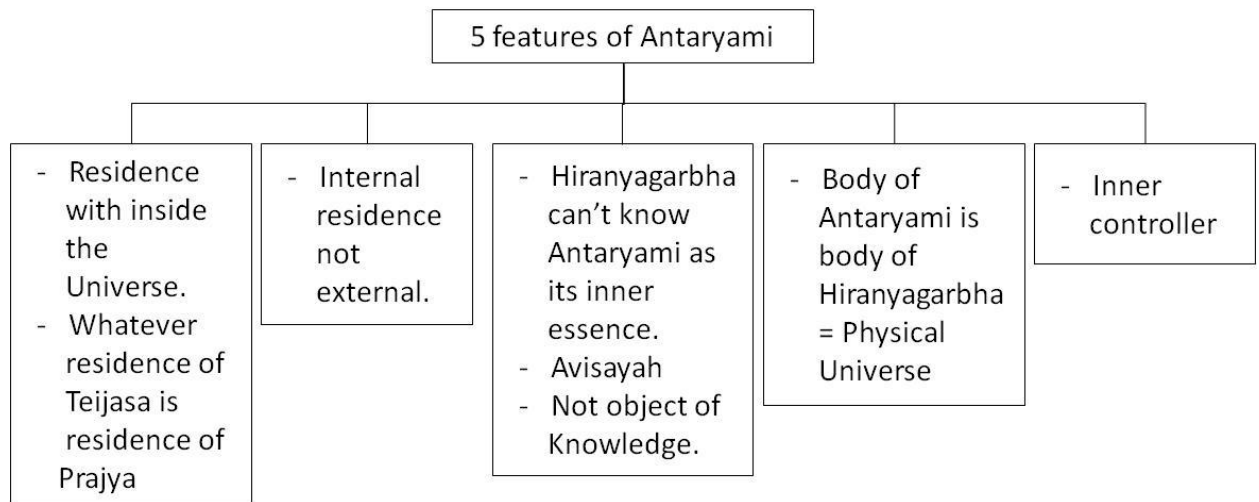 5 features of Antaryami
- Residence
with inside
the
Universe.
- Whatever
residence of
Teijasa is
residence of
Prajya
- Internal
residence
not
external.
- Hiranyagarbha
can't know
Antaryami as
its inner
essence.
- Avisayah
- Not object of
Knowledge.
- Body of
Antaryami is
body of
Hiranyagarbha
= Physical
Universe
- Inner
controller